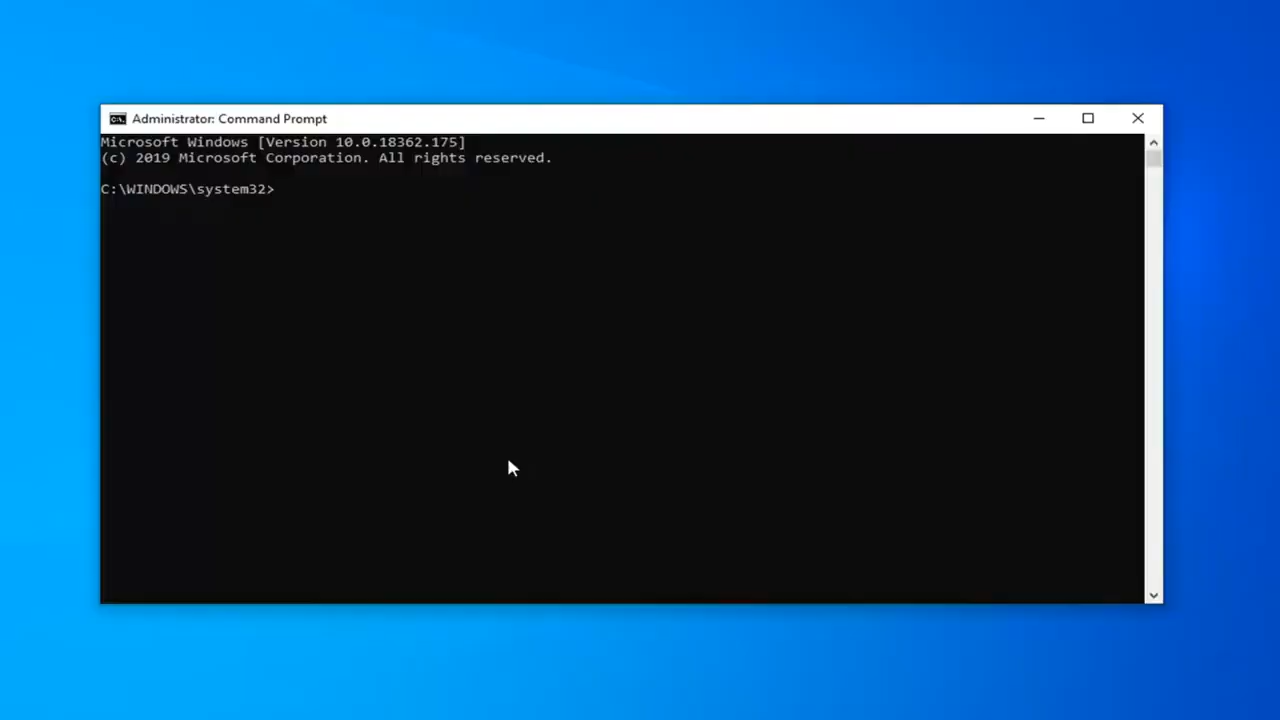 Administrator: Command Prompt
Microsoft Windows [Version 10.0.18362.175]
(c) 2019 Microsoft Corporation. All rights reserved.
C:\WINDOWS\system32>